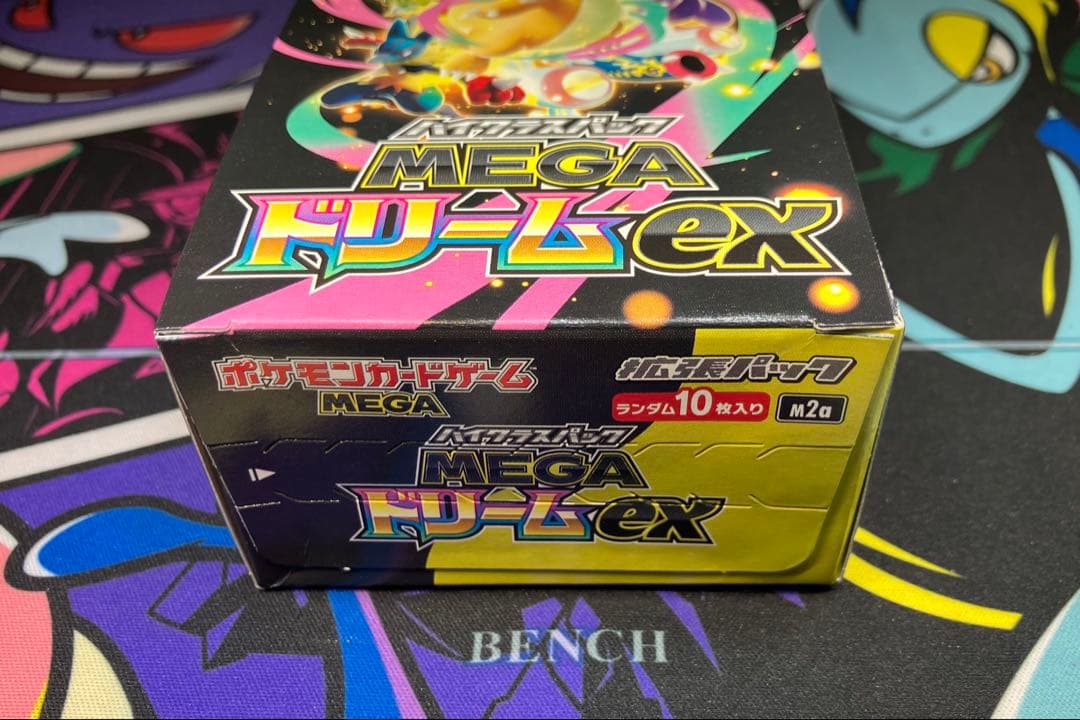 ハイクラスパック
MEGA
ドリームex
ポケモンカードゲーム
MEGA
拡張パック
ランダム10枚入り
M2a
ハイクラスパック
MEGA
ドリームex
BENCH